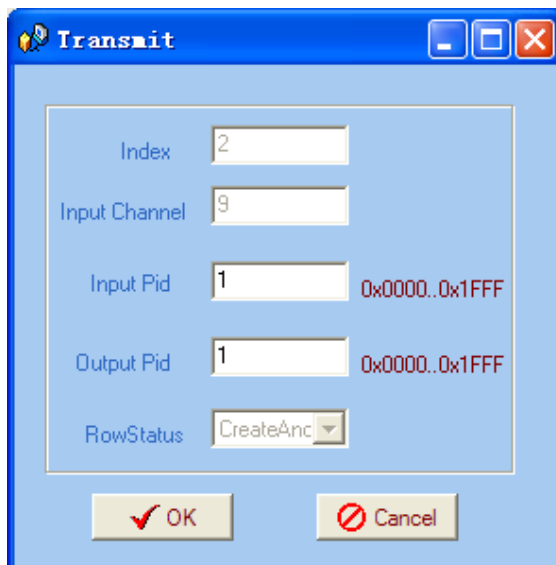 Transmit
Index 2
Input Channel 9
Input Pid 1 0x0000..0x1FFF
Output Pid 1 0x0000..0x1FFF
RowStatus CreateAnc
OK Cancel